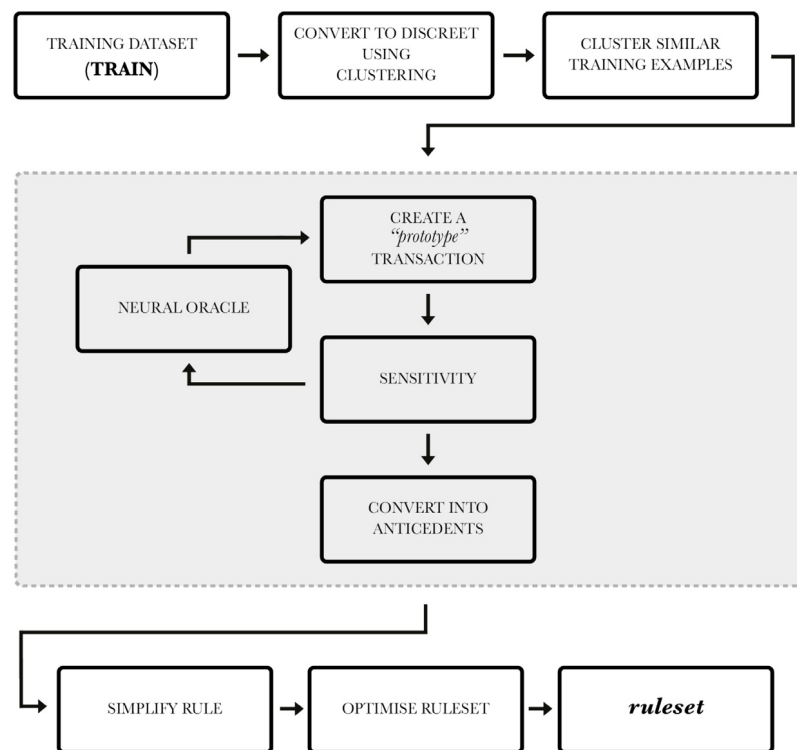 TRAINING DATASET
(TRAIN)
CONVERT TO DISCREET
USING
CLUSTERING
CLUSTER SIMILAR
TRAINING EXAMPLES
CREATE A
“prototype”
TRANSACTION
NEURAL ORACLE
SENSITIVITY
CONVERT INTO
ANTICEDENTS
SIMPLIFY RULE
OPTIMISE RULESET
ruleset